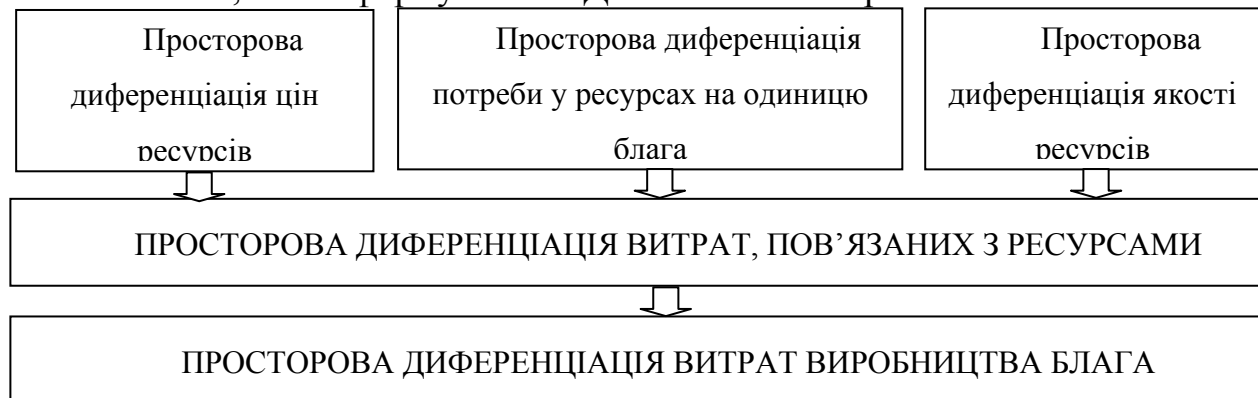 Просторова
диференціація цін
ресурсів
Просторова диференціація
потреби у ресурсах на одиницю
блага
Просторова
диференціація якості
ресурсів
ПРОСТОРОВА ДИФЕРЕНЦІАЦІЯ ВИТРАТ, ПОВ’ЯЗАНИХ З РЕСУРСАМИ
ПРОСТОРОВА ДИФЕРЕНЦІАЦІЯ ВИТРАТ ВИРОБНИЦТВА БЛАГА